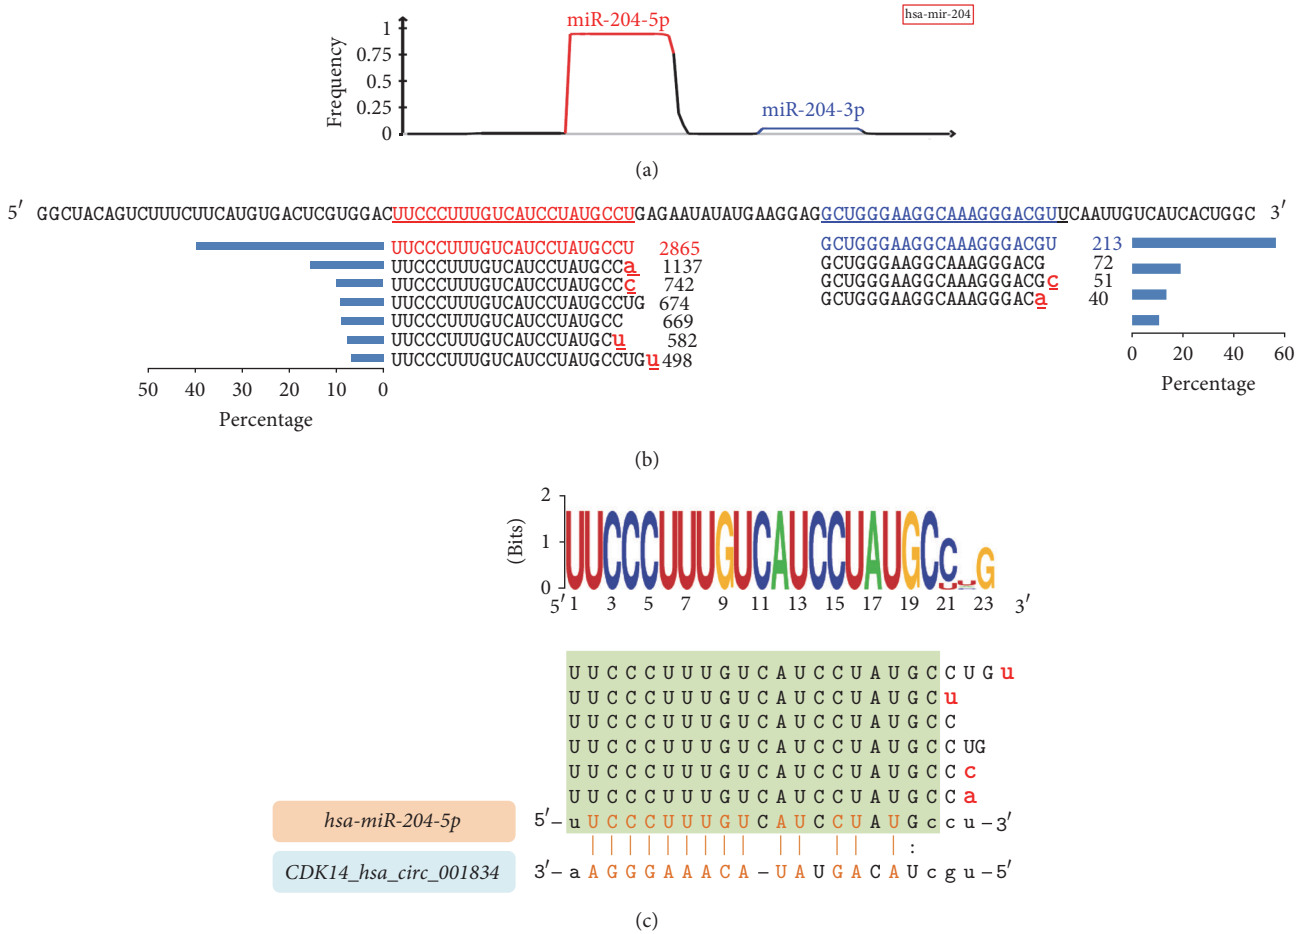 miR-204-5p
hsa-mir-204
1
0.75
0.5
0.25
0
Frequency
miR-204-3p
(a)
5′ GGCUACAGUCUUUCUUCAUGUGACUCGUGGACUUCCCUUUGUCAUCCUAUGCCUGAGAAUAUAUGAAGGAGGCUGGGAAGGCAAAGGGACGUUCAAUUGUCAUCACUGGC 3′
UUCCCUUUGUCAUCCUAUGCCU 2865 GCUGGGAAGGCAAAGGGACGU 213
UUCCCUUUGUCAUCCUAUGCCa 1137 GCUGGGAAGGCAAAGGGACG 72
UUCCCUUUGUCAUCCUAUGCCc 742 GCUGGGAAGGCAAAGGGACGc 51
UUCCCUUUGUCAUCCUAUGCCUG 674 GCUGGGAAGGCAAAGGGACa 40
UUCCCUUUGUCAUCCUAUGCC 669
UUCCCUUUGUCAUCCUAUGCu 582
UUCCCUUUGUCAUCCUAUGCCUGu 498
50 40 30 20 10 0
Percentage
0 20 40 60
Percentage
(b)
2
1
0
(Bits)
UUCCCUUUGUCAUCCUAUGCCUG
5′ 1 3 5 7 9 11 13 15 17 19 21 23 3′
U U C C C U U U G U C A U C C U A U G C C U G u
U U C C C U U U G U C A U C C U A U G C u
U U C C C U U U G U C A U C C U A U G C C
U U C C C U U U G U C A U C C U A U G C C UG
U U C C C U U U G U C A U C C U A U G C C c
U U C C C U U U G U C A U C C U A U G C C a
hsa-miR-204-5p 5′– u U C C C U U U G U C A U C C U A U G c c u – 3′
:
CDK14_hsa_circ_001834 3′– a A G G G A A A C A – U A U G A C A U c g u – 5′
(c)